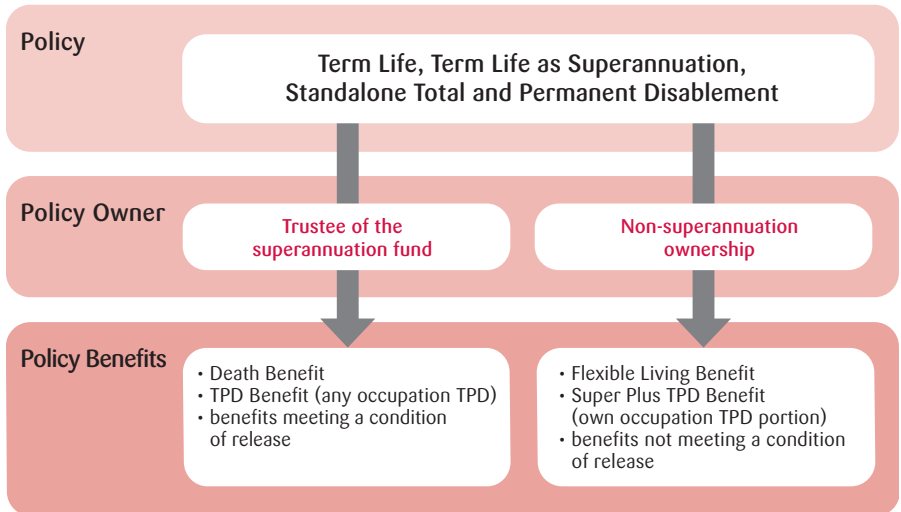 Policy
Term Life, Term Life as Superannuation,
Standalone Total and Permanent Disablement
Policy Owner
Trustee of the
superannuation fund
Non-superannuation
ownership
Policy Benefits
• Death Benefit
• TPD Benefit (any occupation TPD)
• benefits meeting a condition
of release
• Flexible Living Benefit
• Super Plus TPD Benefit
(own occupation TPD portion)
• benefits not meeting a condition
of release